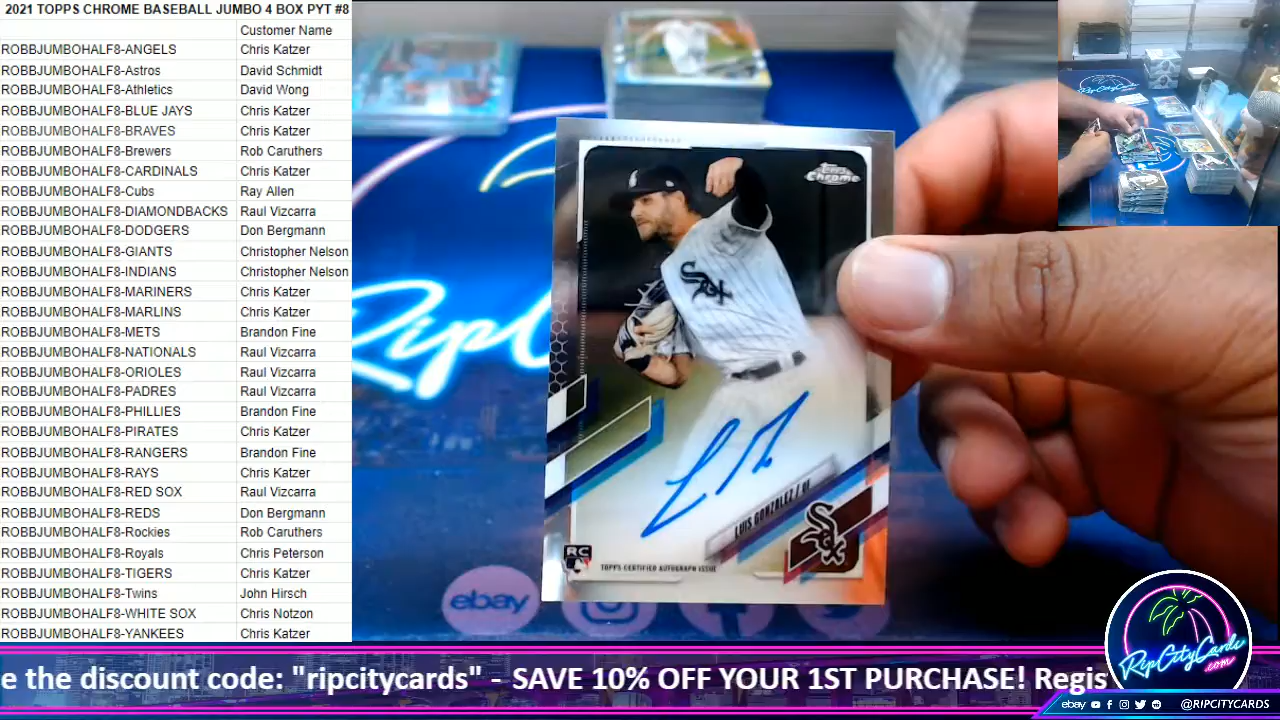 2021 TOPPS CHROME BASEBALL JUMBO 4 BOX PYT #8
Customer Name
ROBBJUMBOHALF8-ANGELS Chris Katzer
ROBBJUMBOHALF8-Astros David Schmidt
ROBBJUMBOHALF8-Athletics David Wong
ROBBJUMBOHALF8-BLUE JAYS Chris Katzer
ROBBJUMBOHALF8-BRAVES Chris Katzer
ROBBJUMBOHALF8-Brewers Rob Caruthers
ROBBJUMBOHALF8-CARDINALS Chris Katzer
ROBBJUMBOHALF8-Cubs Ray Allen
ROBBJUMBOHALF8-DIAMONDBACKS Raul Vizcarra
ROBBJUMBOHALF8-DODGERS Don Bergmann
ROBBJUMBOHALF8-GIANTS Christopher Nelson
ROBBJUMBOHALF8-INDIANS Christopher Nelson
ROBBJUMBOHALF8-MARINERS Chris Katzer
ROBBJUMBOHALF8-MARLINS Chris Katzer
ROBBJUMBOHALF8-METS Brandon Fine
ROBBJUMBOHALF8-NATIONALS Raul Vizcarra
ROBBJUMBOHALF8-ORIOLES Raul Vizcarra
ROBBJUMBOHALF8-PADRES Raul Vizcarra
ROBBJUMBOHALF8-PHILLIES Brandon Fine
ROBBJUMBOHALF8-PIRATES Chris Katzer
ROBBJUMBOHALF8-RANGERS Brandon Fine
ROBBJUMBOHALF8-RAYS Chris Katzer
ROBBJUMBOHALF8-RED SOX Raul Vizcarra
ROBBJUMBOHALF8-REDS Don Bergmann
ROBBJUMBOHALF8-Rockies Rob Caruthers
ROBBJUMBOHALF8-Royals Chris Peterson
ROBBJUMBOHALF8-TIGERS Chris Katzer
ROBBJUMBOHALF8-Twins John Hirsch
ROBBJUMBOHALF8-WHITE SOX Chris Notzon
ROBBJUMBOHALF8-YANKEES Chris Katzer
Topps
Chrome
Sox
LUIS GONZALEZ / OF
Sox
RC
TOPPS CERTIFIED AUTOGRAPH ISSUE
RipC
ebay
RipCityCards
.com
e the discount code: "ripcitycards" - SAVE 10% OFF YOUR 1ST PURCHASE! Regis
ebay @RIPCITYCARDS